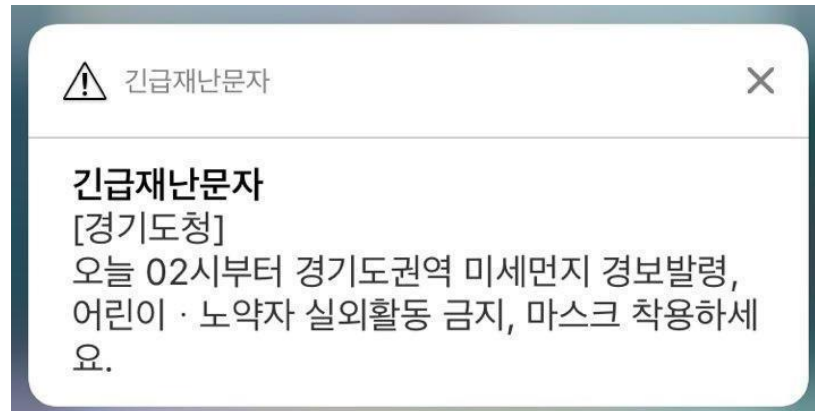 긴급재난문자
긴급재난문자
[경기도청]
오늘 02시부터 경기도권역 미세먼지 경보발령,
어린이 · 노약자 실외활동 금지, 마스크 착용하세
요.